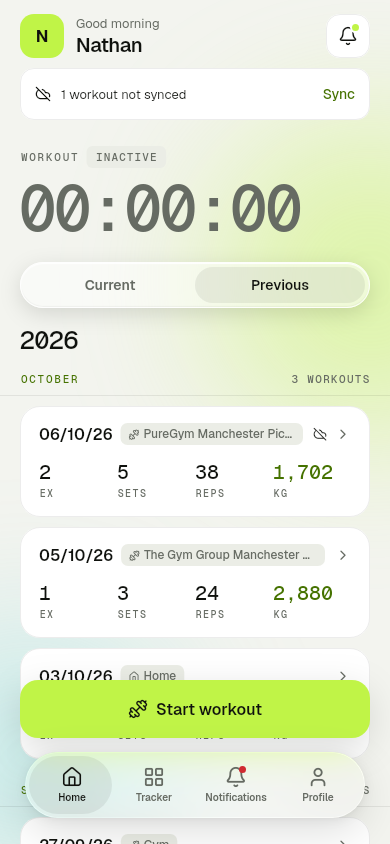 N
Good morning
Nathan
1 workout not synced Sync
WORKOUT INACTIVE
00:00:00
Current Previous
2026
OCTOBER 3 WORKOUTS
06/10/26 PureGym Manchester Pic...
2 5 38 1,702
EX SETS REPS KG
05/10/26 The Gym Group Manchester ...
1 3 24 2,880
EX SETS REPS KG
03/10/26 Home
Start workout
Home Tracker Notifications Profile
27/09/26 Gym